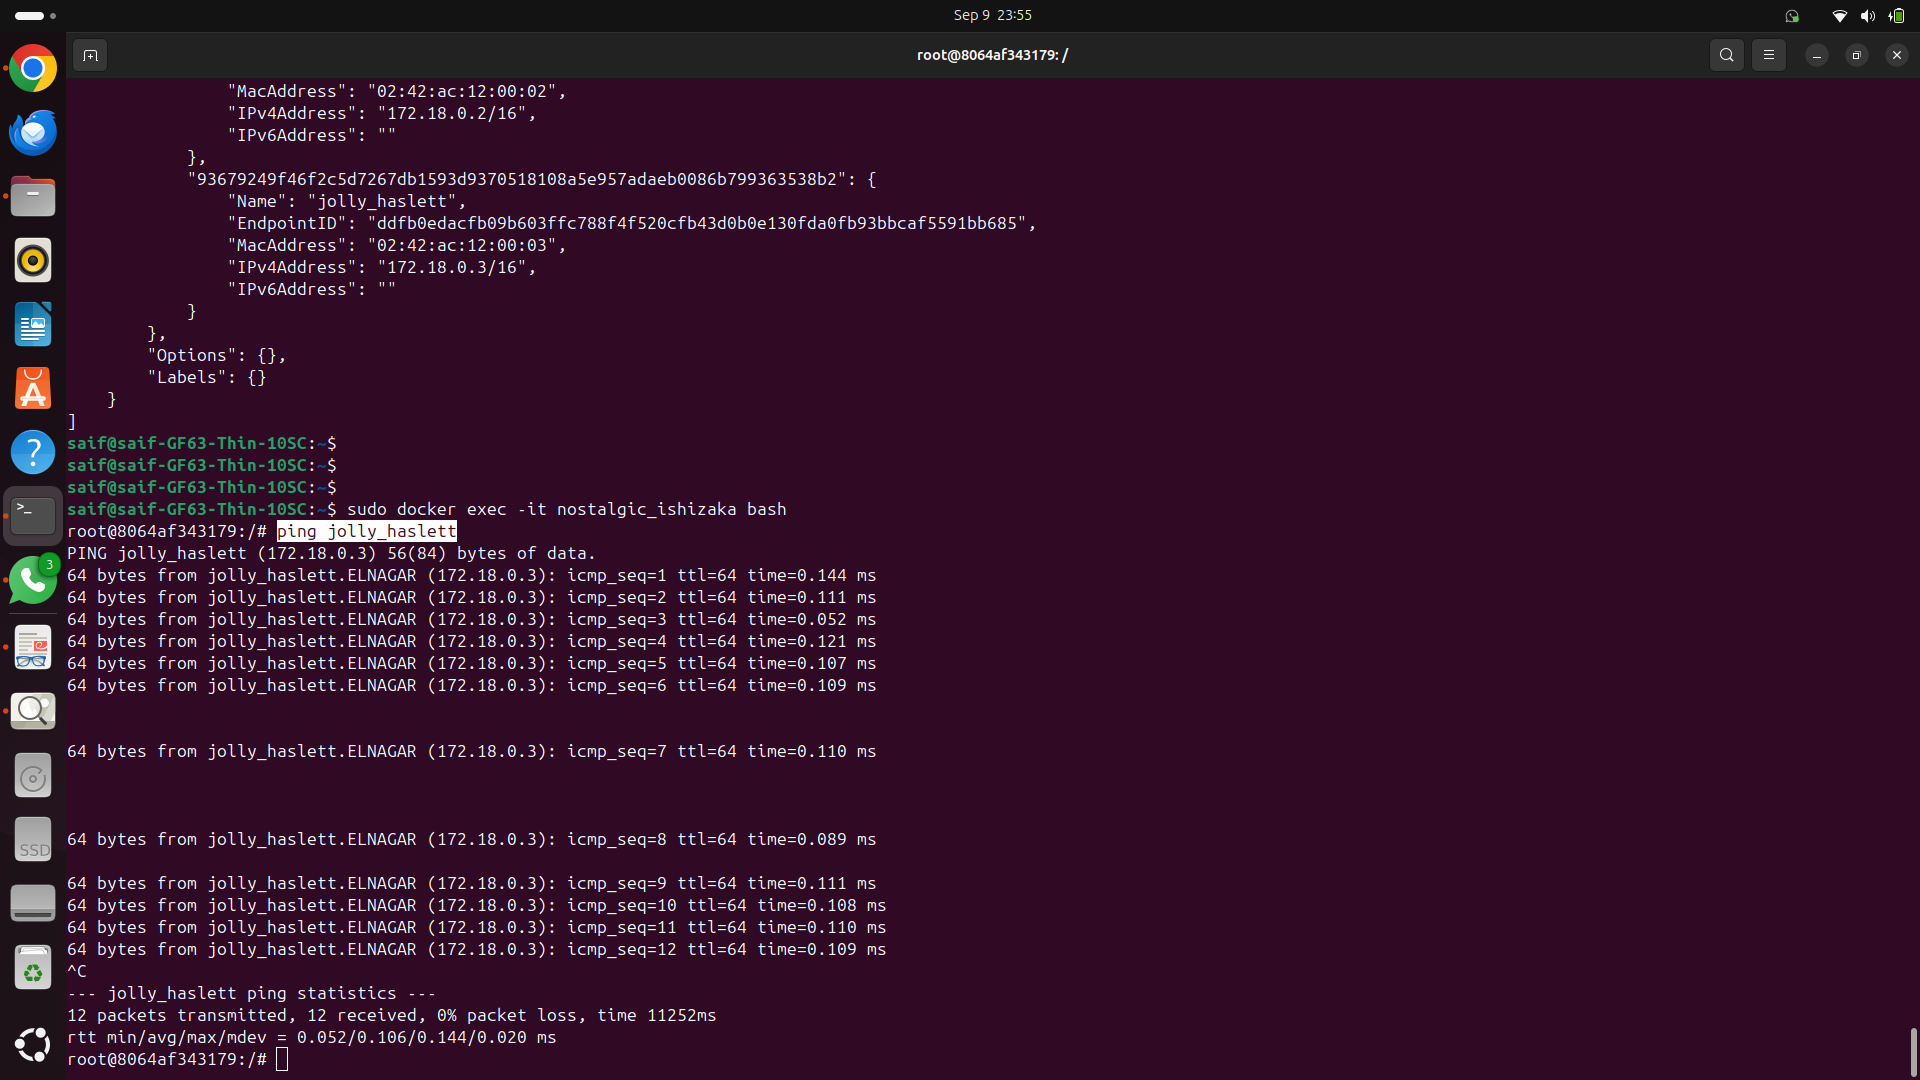 Sep 9 23:55
root@8064af343179: /
"MacAddress": "02:42:ac:12:00:02",
"IPv4Address": "172.18.0.2/16",
"IPv6Address": ""
},
"93679249f46f2c5d7267db1593d9370518108a5e957adaeb0086b799363538b2": {
"Name": "jolly_haslett",
"EndpointID": "ddfb0edacfb09b603ffc788f4f520cfb43d0b0e130fda0fb93bbcaf5591bb685",
"MacAddress": "02:42:ac:12:00:03",
"IPv4Address": "172.18.0.3/16",
"IPv6Address": ""
}
},
"Options": {},
"Labels": {}
}
]
saif@saif-GF63-Thin-10SC:~$
saif@saif-GF63-Thin-10SC:~$
saif@saif-GF63-Thin-10SC:~$
saif@saif-GF63-Thin-10SC:~$ sudo docker exec -it nostalgic_ishizaka bash
root@8064af343179:/# ping jolly_haslett
PING jolly_haslett (172.18.0.3) 56(84) bytes of data.
64 bytes from jolly_haslett.ELNAGAR (172.18.0.3): icmp_seq=1 ttl=64 time=0.144 ms
64 bytes from jolly_haslett.ELNAGAR (172.18.0.3): icmp_seq=2 ttl=64 time=0.111 ms
64 bytes from jolly_haslett.ELNAGAR (172.18.0.3): icmp_seq=3 ttl=64 time=0.052 ms
64 bytes from jolly_haslett.ELNAGAR (172.18.0.3): icmp_seq=4 ttl=64 time=0.121 ms
64 bytes from jolly_haslett.ELNAGAR (172.18.0.3): icmp_seq=5 ttl=64 time=0.107 ms
64 bytes from jolly_haslett.ELNAGAR (172.18.0.3): icmp_seq=6 ttl=64 time=0.109 ms
64 bytes from jolly_haslett.ELNAGAR (172.18.0.3): icmp_seq=7 ttl=64 time=0.110 ms
64 bytes from jolly_haslett.ELNAGAR (172.18.0.3): icmp_seq=8 ttl=64 time=0.089 ms
64 bytes from jolly_haslett.ELNAGAR (172.18.0.3): icmp_seq=9 ttl=64 time=0.111 ms
64 bytes from jolly_haslett.ELNAGAR (172.18.0.3): icmp_seq=10 ttl=64 time=0.108 ms
64 bytes from jolly_haslett.ELNAGAR (172.18.0.3): icmp_seq=11 ttl=64 time=0.110 ms
64 bytes from jolly_haslett.ELNAGAR (172.18.0.3): icmp_seq=12 ttl=64 time=0.109 ms
^C
--- jolly_haslett ping statistics ---
12 packets transmitted, 12 received, 0% packet loss, time 11252ms
rtt min/avg/max/mdev = 0.052/0.106/0.144/0.020 ms
root@8064af343179:/#
3
SSD